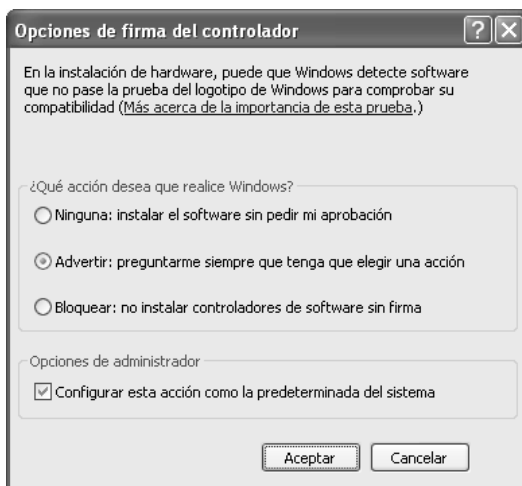 Opciones de firma del controlador
En la instalación de hardware, puede que Windows detecte software
que no pase la prueba del logotipo de Windows para comprobar su
compatibilidad (Más acerca de la importancia de esta prueba.)
¿Qué acción desea que realice Windows?
Ninguna: instalar el software sin pedir mi aprobación
Advertir: preguntarme siempre que tenga que elegir una acción
Bloquear: no instalar controladores de software sin firma
Opciones de administrador
Configurar esta acción como la predeterminada del sistema
Aceptar Cancelar